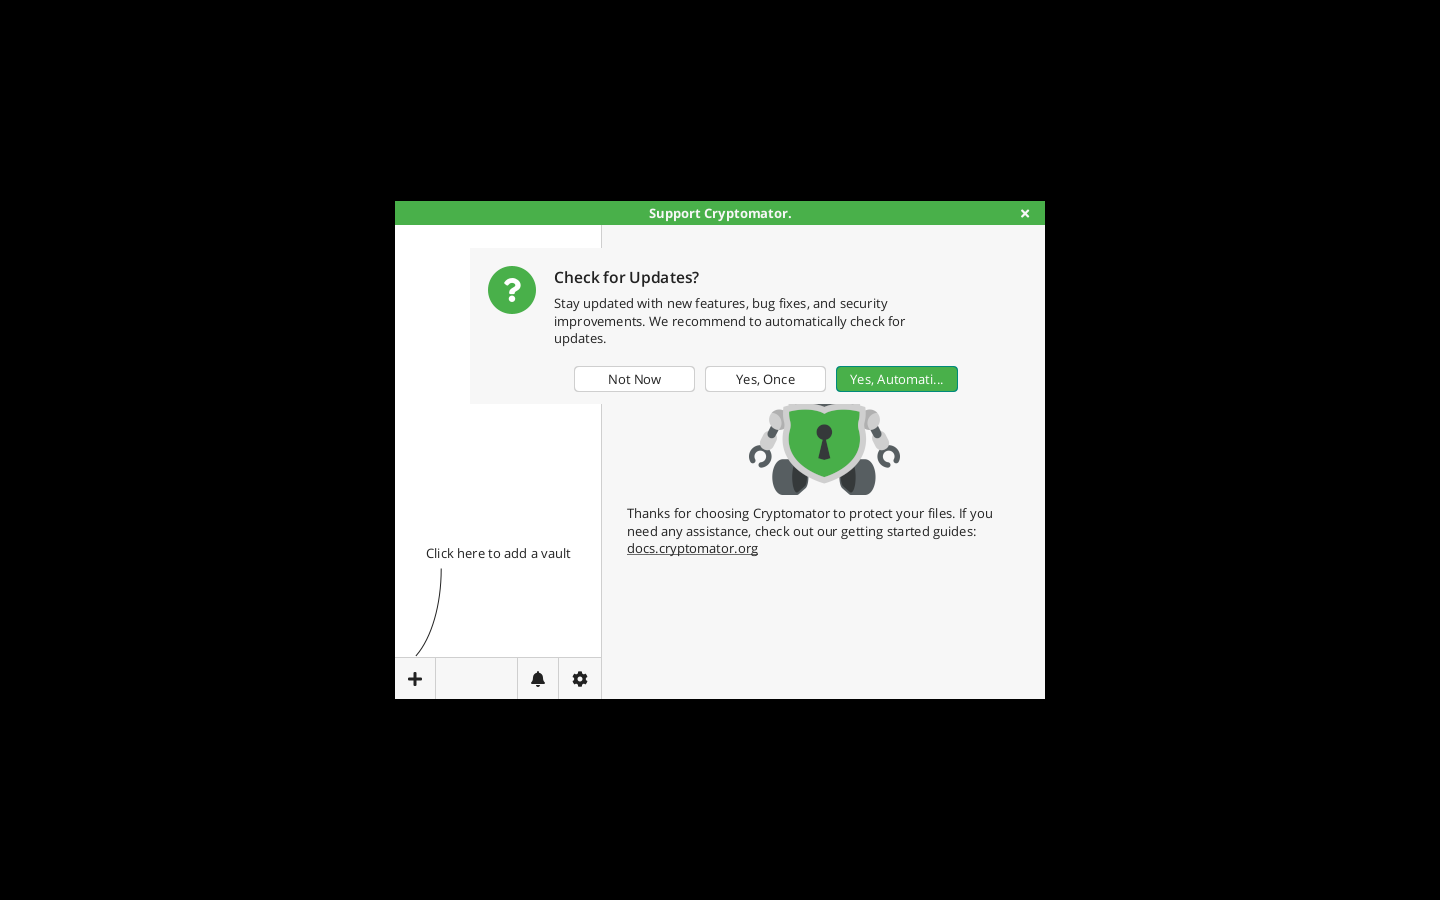 Support Cryptomator.
Check for Updates?
Stay updated with new features, bug fixes, and security
improvements. We recommend to automatically check for
updates.
Not Now
Yes, Once
Yes, Automati...
Thanks for choosing Cryptomator to protect your files. If you
need any assistance, check out our getting started guides:
docs.cryptomator.org
Click here to add a vault